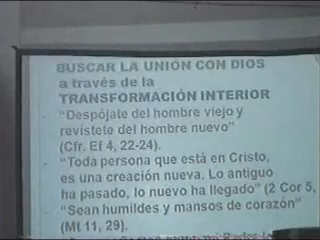 BUSCAR LA UNIÓN CON DIOS
a través de la
TRANSFORMACIÓN INTERIOR
"Despójate del hombre viejo y
revístete del hombre nuevo"
(Cfr. Ef 4, 22-24).
"Toda persona que está en Cristo,
es una creación nueva. Lo antiguo
ha pasado, lo nuevo ha llegado" (2 Cor 5,
"Sean humildes y mansos de corazón"
(Mt 11, 29).